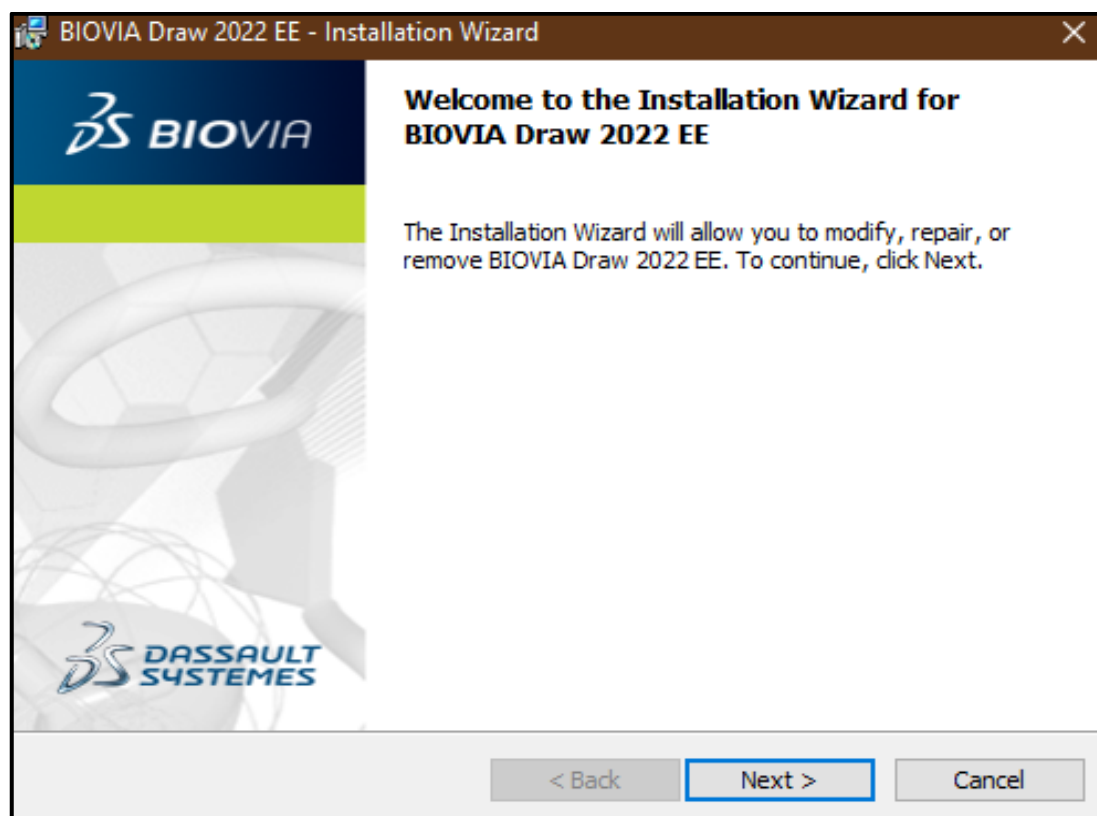 BIOVIA Draw 2022 EE - Installation Wizard
3S BIOVIA
Welcome to the Installation Wizard for
BIOVIA Draw 2022 EE
The Installation Wizard will allow you to modify, repair, or
remove BIOVIA Draw 2022 EE. To continue, click Next.
3S DASSAULT
SYSTEMES
< Back
Next >
Cancel